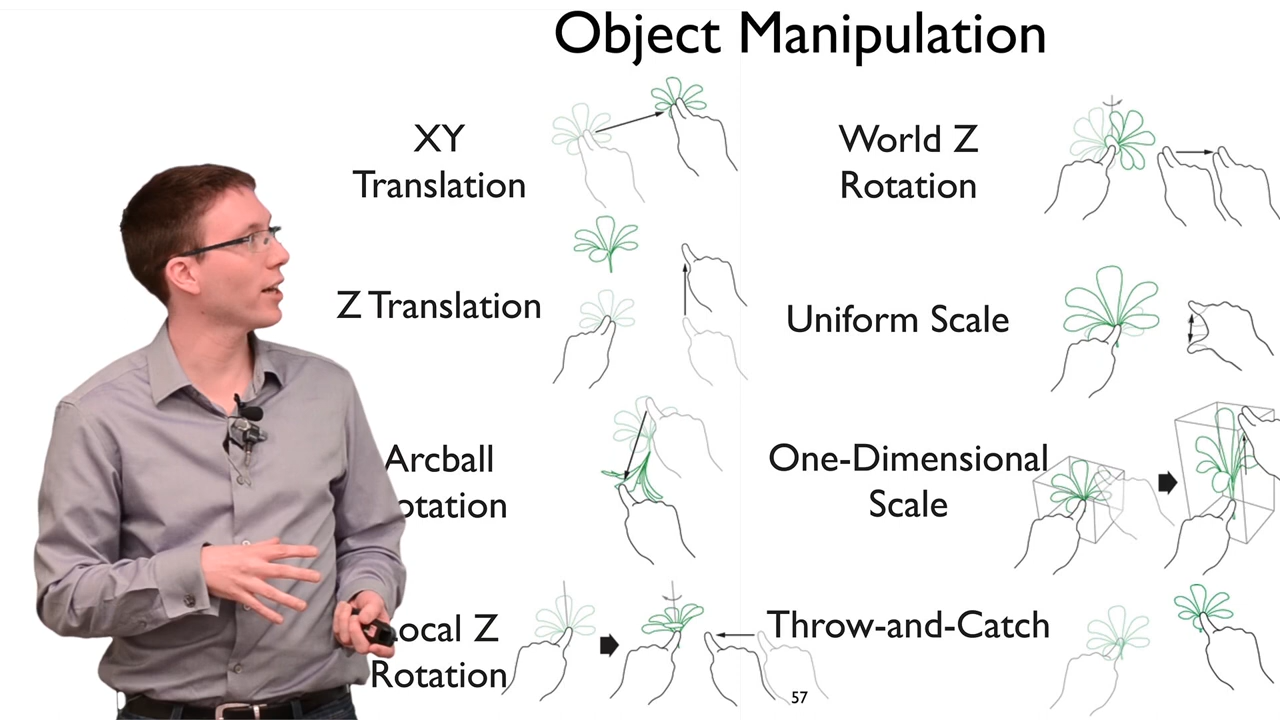 Object Manipulation
XY
Translation
Z Translation
Arcball
otation
Local Z
Rotation
World Z
Rotation
Uniform Scale
One-Dimensional
Scale
Throw-and-Catch
57